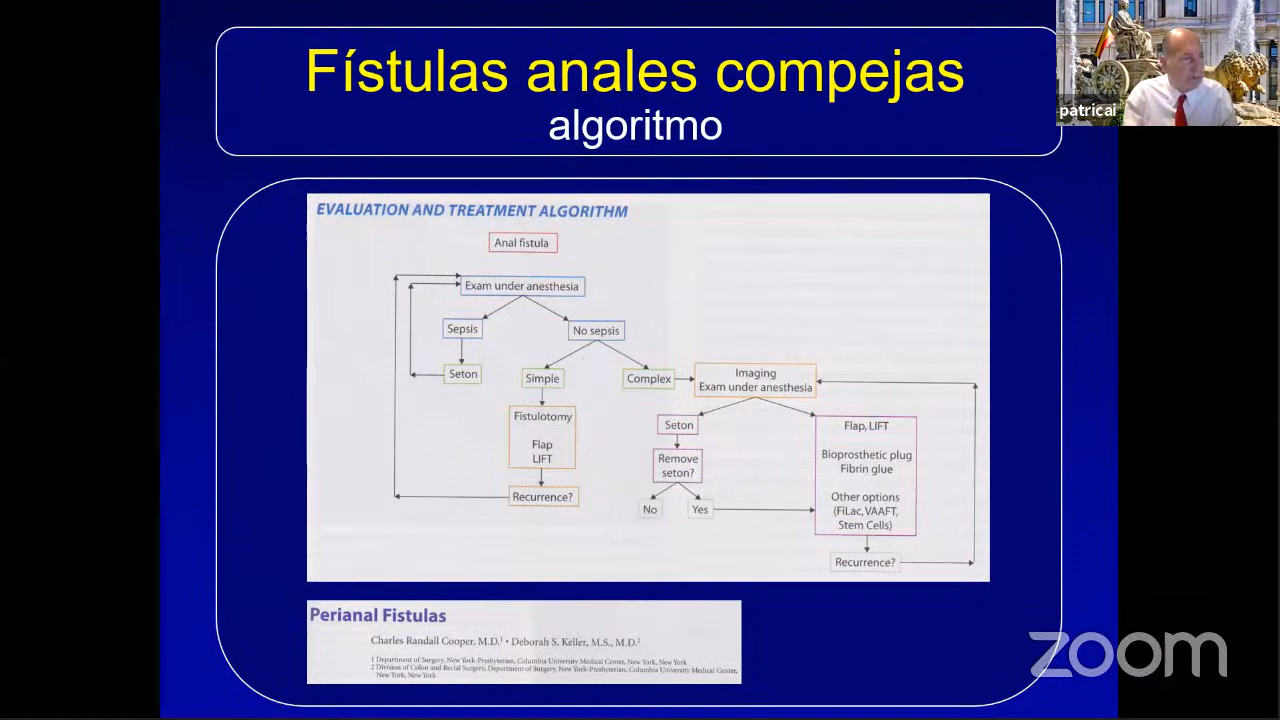 Fístulas anales compejas
algoritmo
patricai
EVALUATION AND TREATMENT ALGORITHM
Anal fistula
Exam under anesthesia
Sepsis
No sepsis
Seton
Simple
Complex
Imaging
Exam under anesthesia
Fistulotomy
Flap
LIFT
Recurrence?
Seton
Remove
seton?
No
Yes
Flap, LIFT
Bioprosthetic plug
Fibrin glue
Other options
(FiLac, VAAFT,
Stem Cells)
Recurrence?
Perianal Fistulas
Charles Randall Cooper, M.D.¹ • Deborah S. Keller, M.S., M.D.²
1 Department of Surgery, New York-Presbyterian, Columbia University Medical Center, New York, New York
2 Division of Colon and Rectal Surgery, Department of Surgery, New York-Presbyterian, Columbia University Medical Center,
New York, New York
zoom